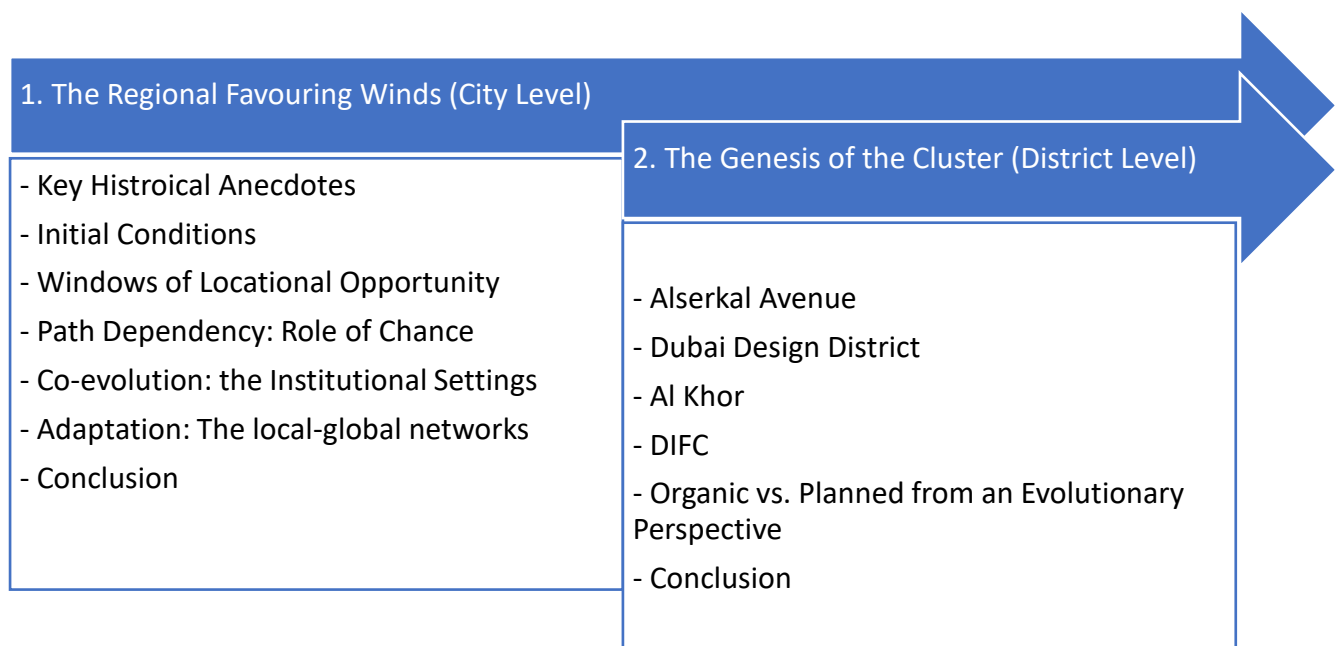 1. The Regional Favouring Winds (City Level)
- Key Histroical Anecdotes
- Initial Conditions
- Windows of Locational Opportunity
- Path Dependency: Role of Chance
- Co-evolution: the Institutional Settings
- Adaptation: The local-global networks
- Conclusion
2. The Genesis of the Cluster (District Level)
- Alserkal Avenue
- Dubai Design District
- Al Khor
- DIFC
- Organic vs. Planned from an Evolutionary
Perspective
- Conclusion